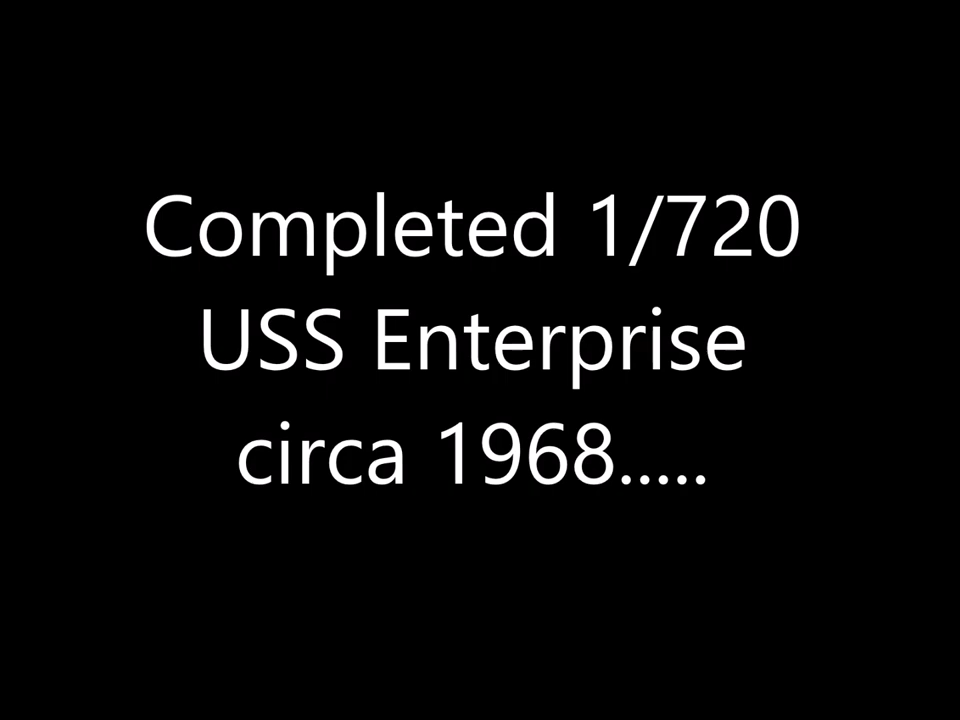 Completed 1/720
USS Enterprise
circa 1968.....